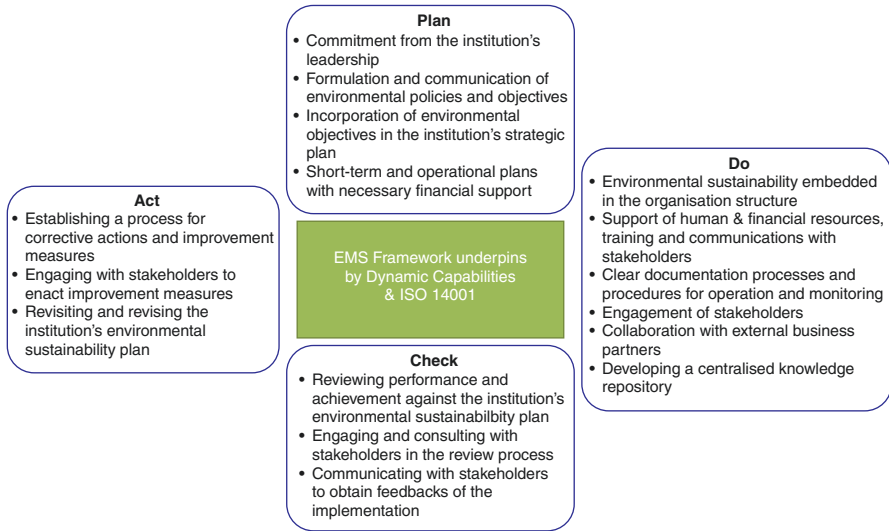 Plan
• Commitment from the institution's
leadership
• Formulation and communication of
environmental policies and objectives
• Incorporation of environmental
objectives in the institution's strategic
plan
• Short-term and operational plans
with necessary financial support
Do
• Environmental sustainability embedded
in the organisation structure
• Support of human & financial resources,
training and communications with
stakeholders
• Clear documentation processes and
procedures for operation and monitoring
• Engagement of stakeholders
• Collaboration with external business
partners
• Developing a centralised knowledge
repository
Act
• Establishing a process for
corrective actions and improvement
measures
• Engaging with stakeholders to
enact improvement measures
• Revisiting and revising the
institution's environmental
sustainability plan
EMS Framework underpins
by Dynamic Capabilities
& ISO 14001
Check
• Reviewing performance and
achievement against the institution's
environmental sustainabilbity plan
• Engaging and consulting with
stakeholders in the review process
• Communicating with stakeholders
to obtain feedbacks of the
implementation